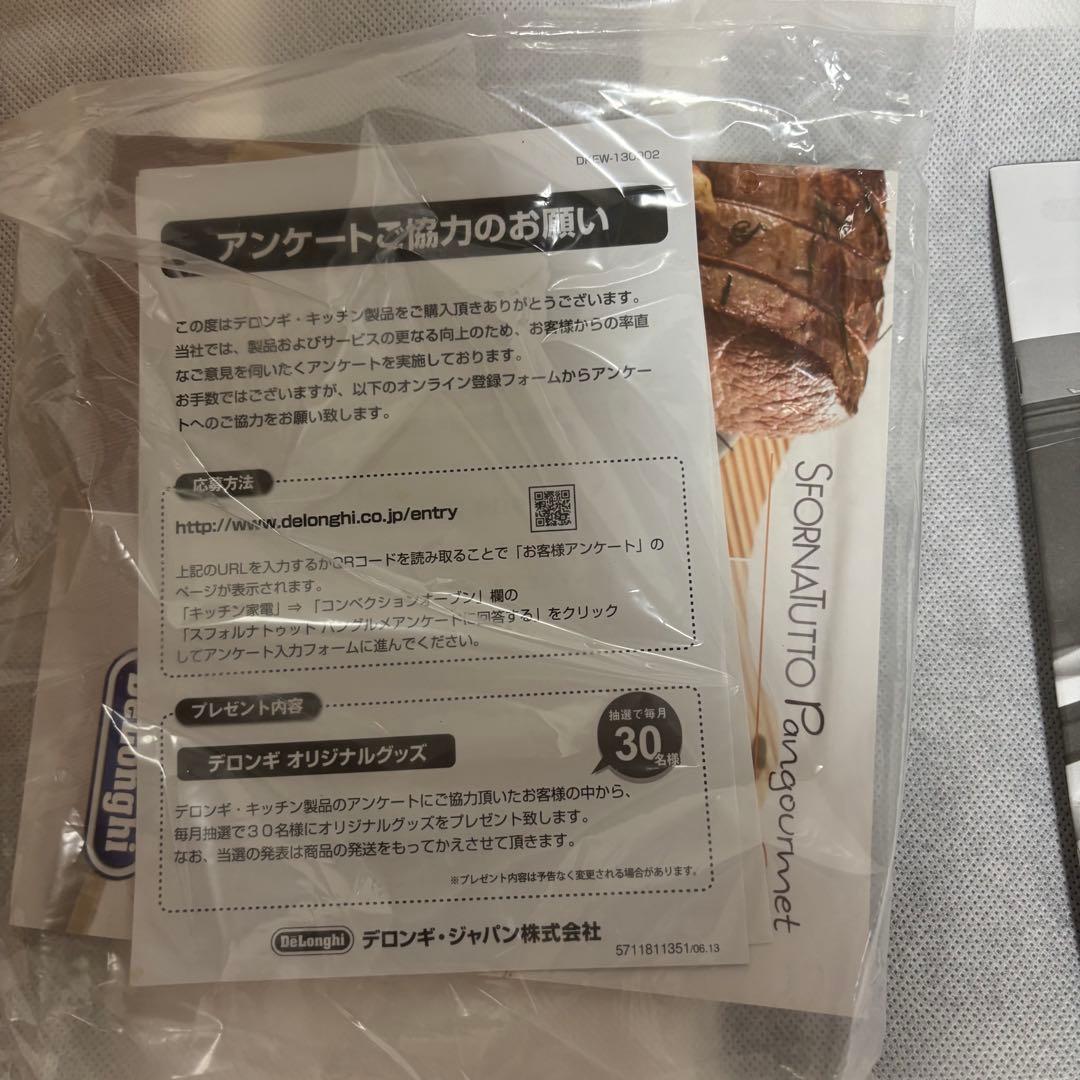 アンケートご協力のお願い
この度はデロンギ・キッチン製品をご購入頂きありがとうございます。
当社では、製品およびサービスの更なる向上のため、お客様からの率直
なご意見を伺いたくアンケートを実施しております。
お手数ではございますが、以下のオンライン登録フォームからアンケー
トへのご協力をお願い致します。
応募方法
http://www.delonghi.co.jp/entry
上記のURLを入力するかQRコードを読み取ることで「お客様アンケート」の
ページが表示されます。
「キッチン家電」⇒「コンベクションオーブン」欄の
「スフォルナトゥット パングルメアンケートに回答する」をクリック
してアンケート入力フォームに進んでください。
プレゼント内容
抽選で毎月
30名様
デロンギ オリジナルグッズ
デロンギ・キッチン製品のアンケートにご協力頂いたお客様の中から、
毎月抽選で30名様にオリジナルグッズをプレゼント致します。
なお、当選の発表は商品の発送をもってかえさせて頂きます。
※プレゼント内容は予告なく変更される場合があります。
DeLonghi デロンギ・ジャパン株式会社
5711811351/06.13
SFORNATUTTO Pangourmet
DeLonghi